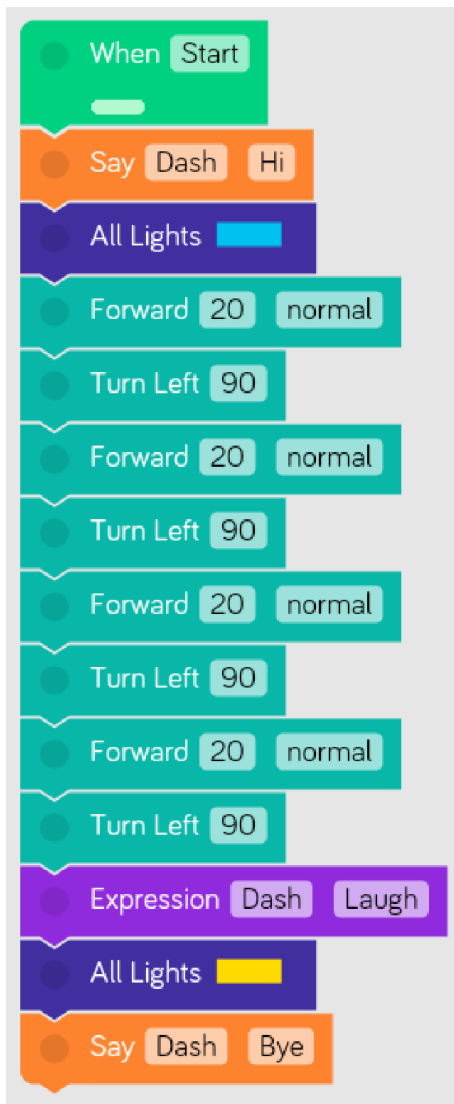 When Start
Say Dash Hi
All Lights
Forward 20 normal
Turn Left 90
Forward 20 normal
Turn Left 90
Forward 20 normal
Turn Left 90
Forward 20 normal
Turn Left 90
Expression Dash Laugh
All Lights
Say Dash Bye